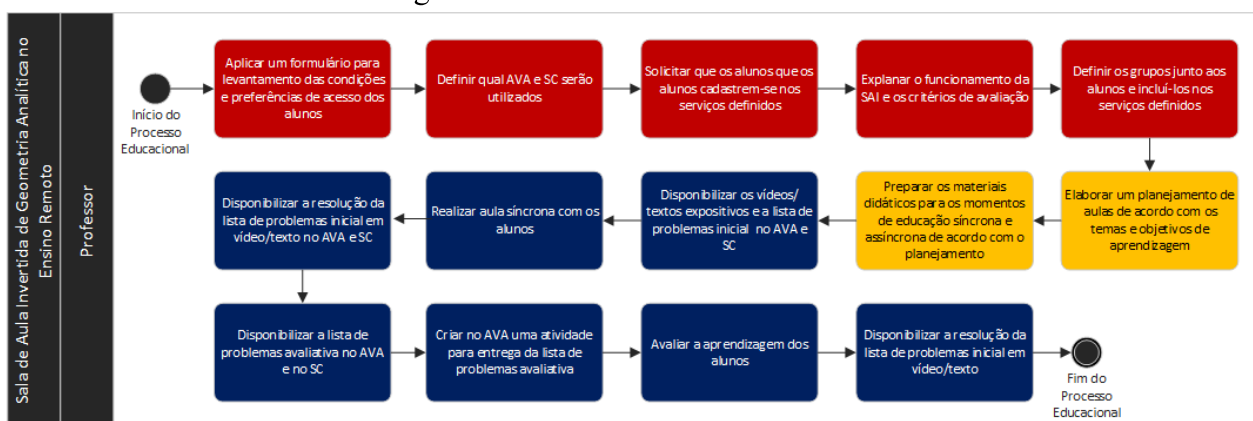 Sala de Aula Invertida de Geometria Analítica no
Ensino Remoto
Professor
Início do
Processo
Educacional
Aplicar um formulário para
levantamento das condições
e preferências de acesso dos
alunos
Definir qual AVA e SC serão
utilizados
Solicitar que os alunos que os
alunos cadastrem-se nos
serviços definidos
Explanar o funcionamento da
SAI e os critérios de avaliação
Definir os grupos junto aos
alunos e incluí-los nos
serviços definidos
Elaborar um planejamento de
aulas de acordo com os
temas e objetivos de
aprendizagem
Preparar os materiais
didáticos para os momentos
de educação síncrona e
assíncrona de acordo com o
planejamento
Disponibilizar os vídeos/
textos expositivos e a lista de
problemas inicial no AVA e
SC
Realizar aula síncrona com os
alunos
Disponibilizar a resolução da
lista de problemas inicial em
vídeo/texto no AVA e SC
Disponibilizar a lista de
problemas avaliativa no AVA
e no SC
Criar no AVA uma atividade
para entrega da lista de
problemas avaliativa
Avaliar a aprendizagem dos
alunos
Disponibilizar a resolução da
lista de problemas inicial em
vídeo/texto
Fim do
Processo
Educacional